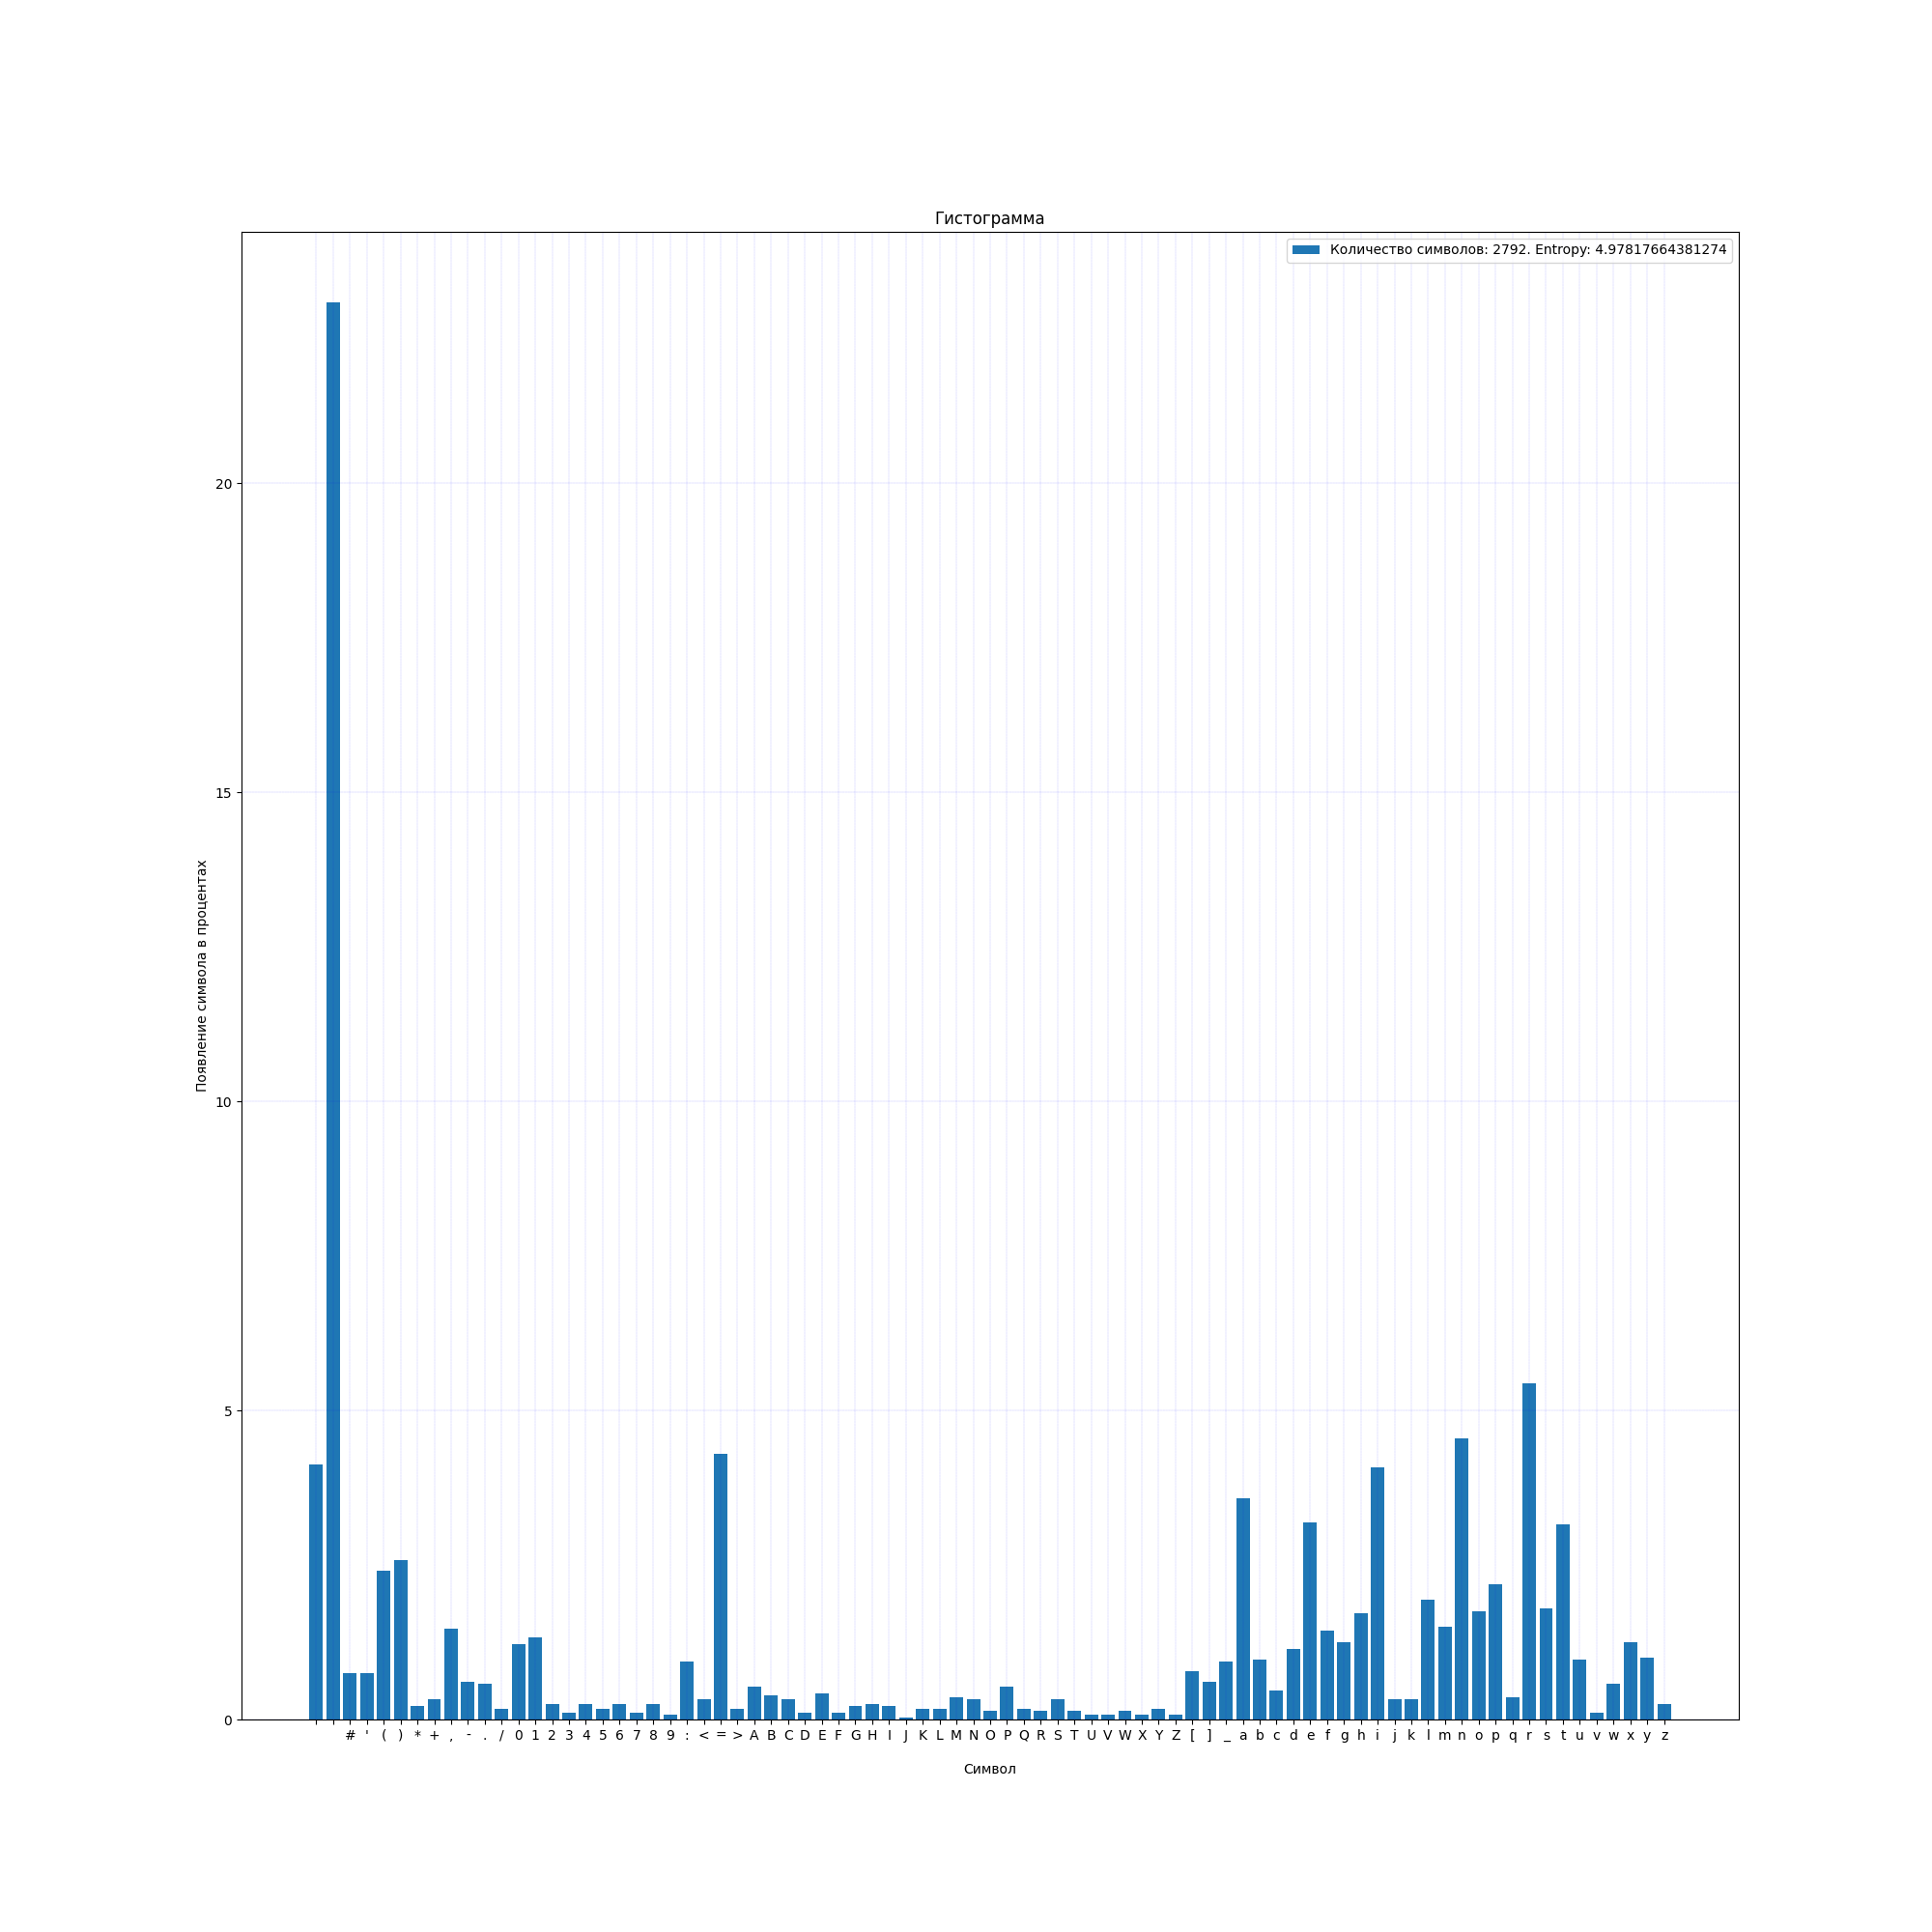 Гистограмма
Количество символов: 2792. Entropy: 4.97817664381274
20
15
10
5
0
Появление символа в процентах
# ' ( ) * + , - . / 0 1 2 3 4 5 6 7 8 9 : < = > A B C D E F G H I J K L M N O P Q R S T U V W X Y Z [ ] _ a b c d e f g h i j k l m n o p q r s t u v w x y z
Символ